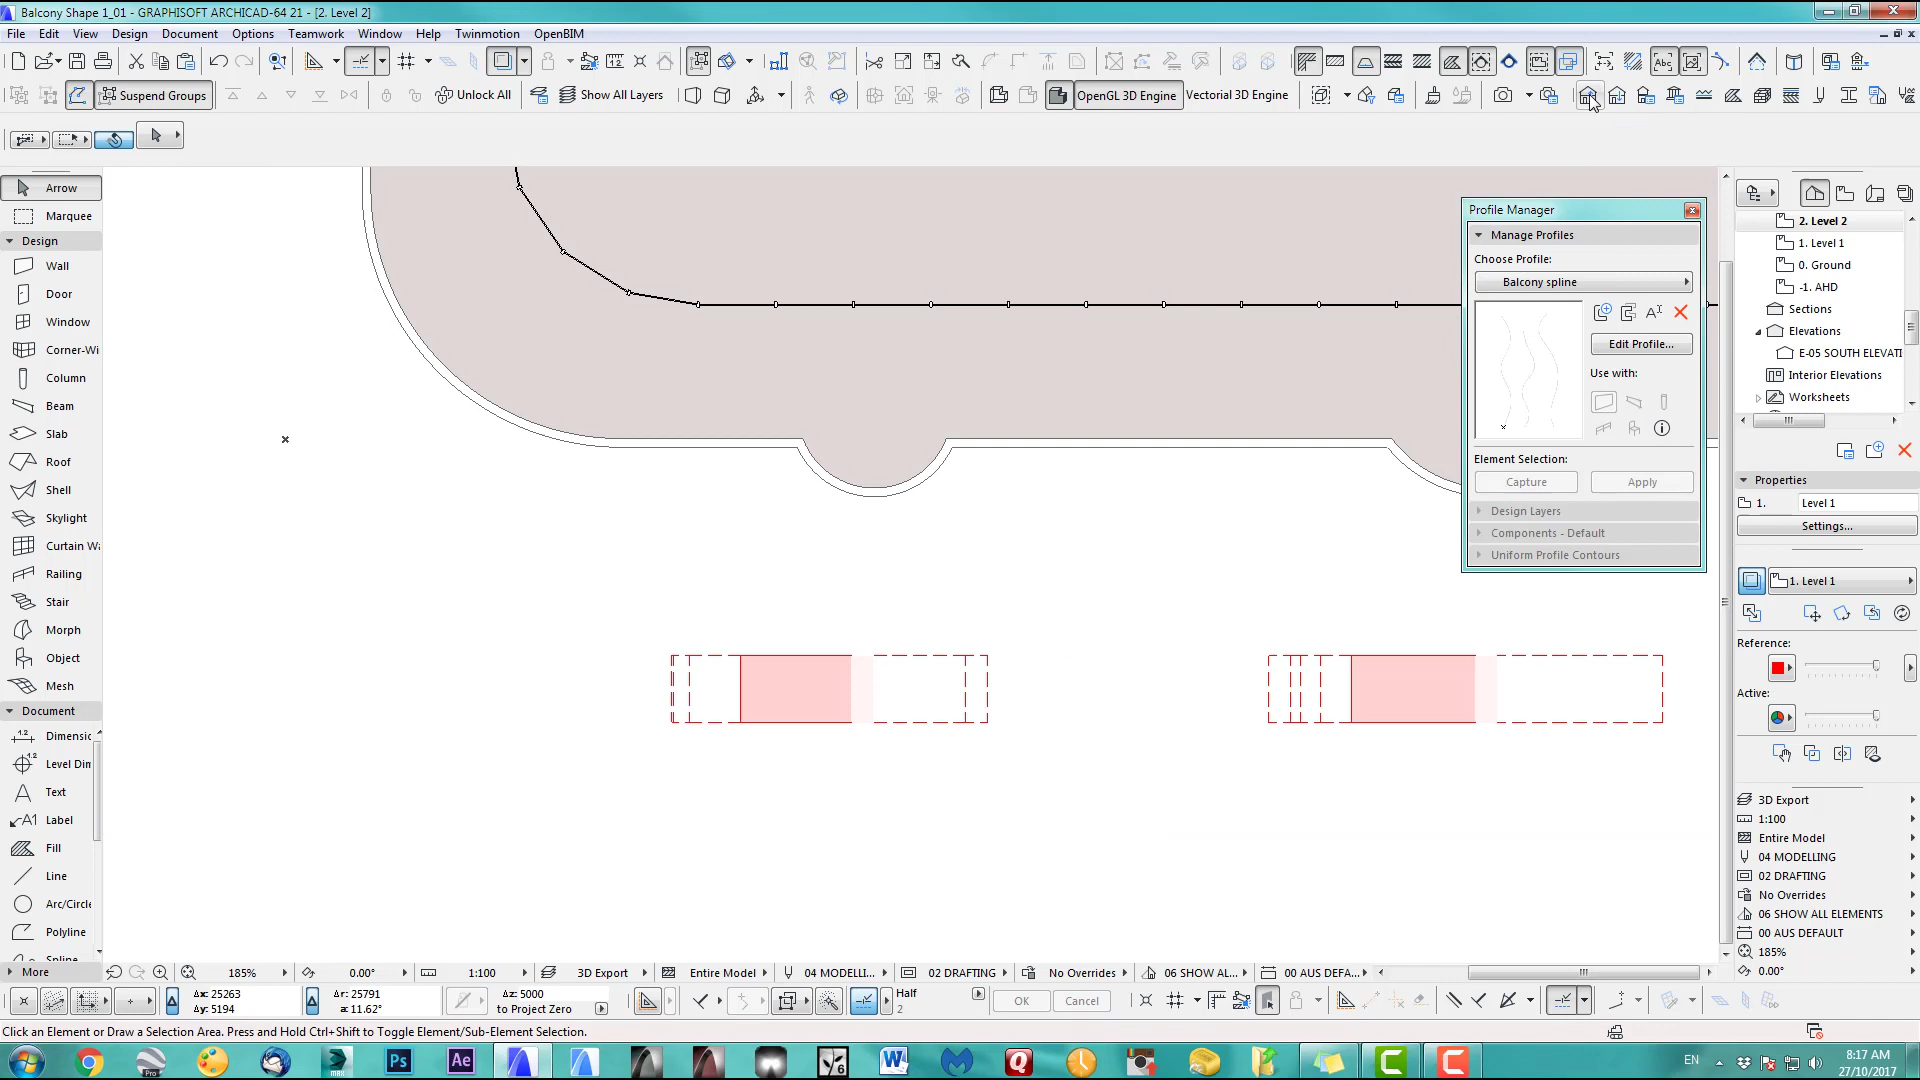 Balcony Shape 1_01 - GRAPHISOFT ARCHICAD-64 21 - [2. Level 2]
File Edit View Design Document Options Teamwork Window Help Twinmotion OpenBIM
Suspend Groups Unlock All Show All Layers OpenGL 3D Engine Vectorial 3D Engine
Arrow
Marquee
Design
Wall
Door
Window
Corner-Wi
Column
Beam
Slab
Roof
Shell
Skylight
Curtain Wa
Railing
Stair
Morph
Object
Mesh
Document
Dimensic
Level Dim
Text
Label
Fill
Line
Arc/Circle
Polyline
Spline
More
Profile Manager
Manage Profiles
Choose Profile:
Balcony spline
Edit Profile...
Use with:
Element Selection:
Capture Apply
Design Layers
Components - Default
Uniform Profile Contours
2. Level 2
1. Level 1
0. Ground
-1. AHD
Sections
Elevations
E-05 SOUTH ELEVATI
Interior Elevations
Worksheets
Properties
1. Level 1
Settings...
1. Level 1
Reference:
Active:
3D Export
1:100
Entire Model
04 MODELLING
02 DRAFTING
No Overrides
06 SHOW ALL ELEMENTS
00 AUS DEFAULT
185%
0.00°
185% 0.00° 1:100 3D Export Entire Model 04 MODELLI... 02 DRAFTING No Overrides 06 SHOW AL... 00 AUS DEFA...
Δx: 25263 Δr: 25791 Δz: 5000 Half
Δy: 5194 a: 11.62° to Project Zero 2 OK Cancel
Click an Element or Draw a Selection Area. Press and Hold Ctrl+Shift to Toggle Element/Sub-Element Selection.
EN 8:17 AM
27/10/2017